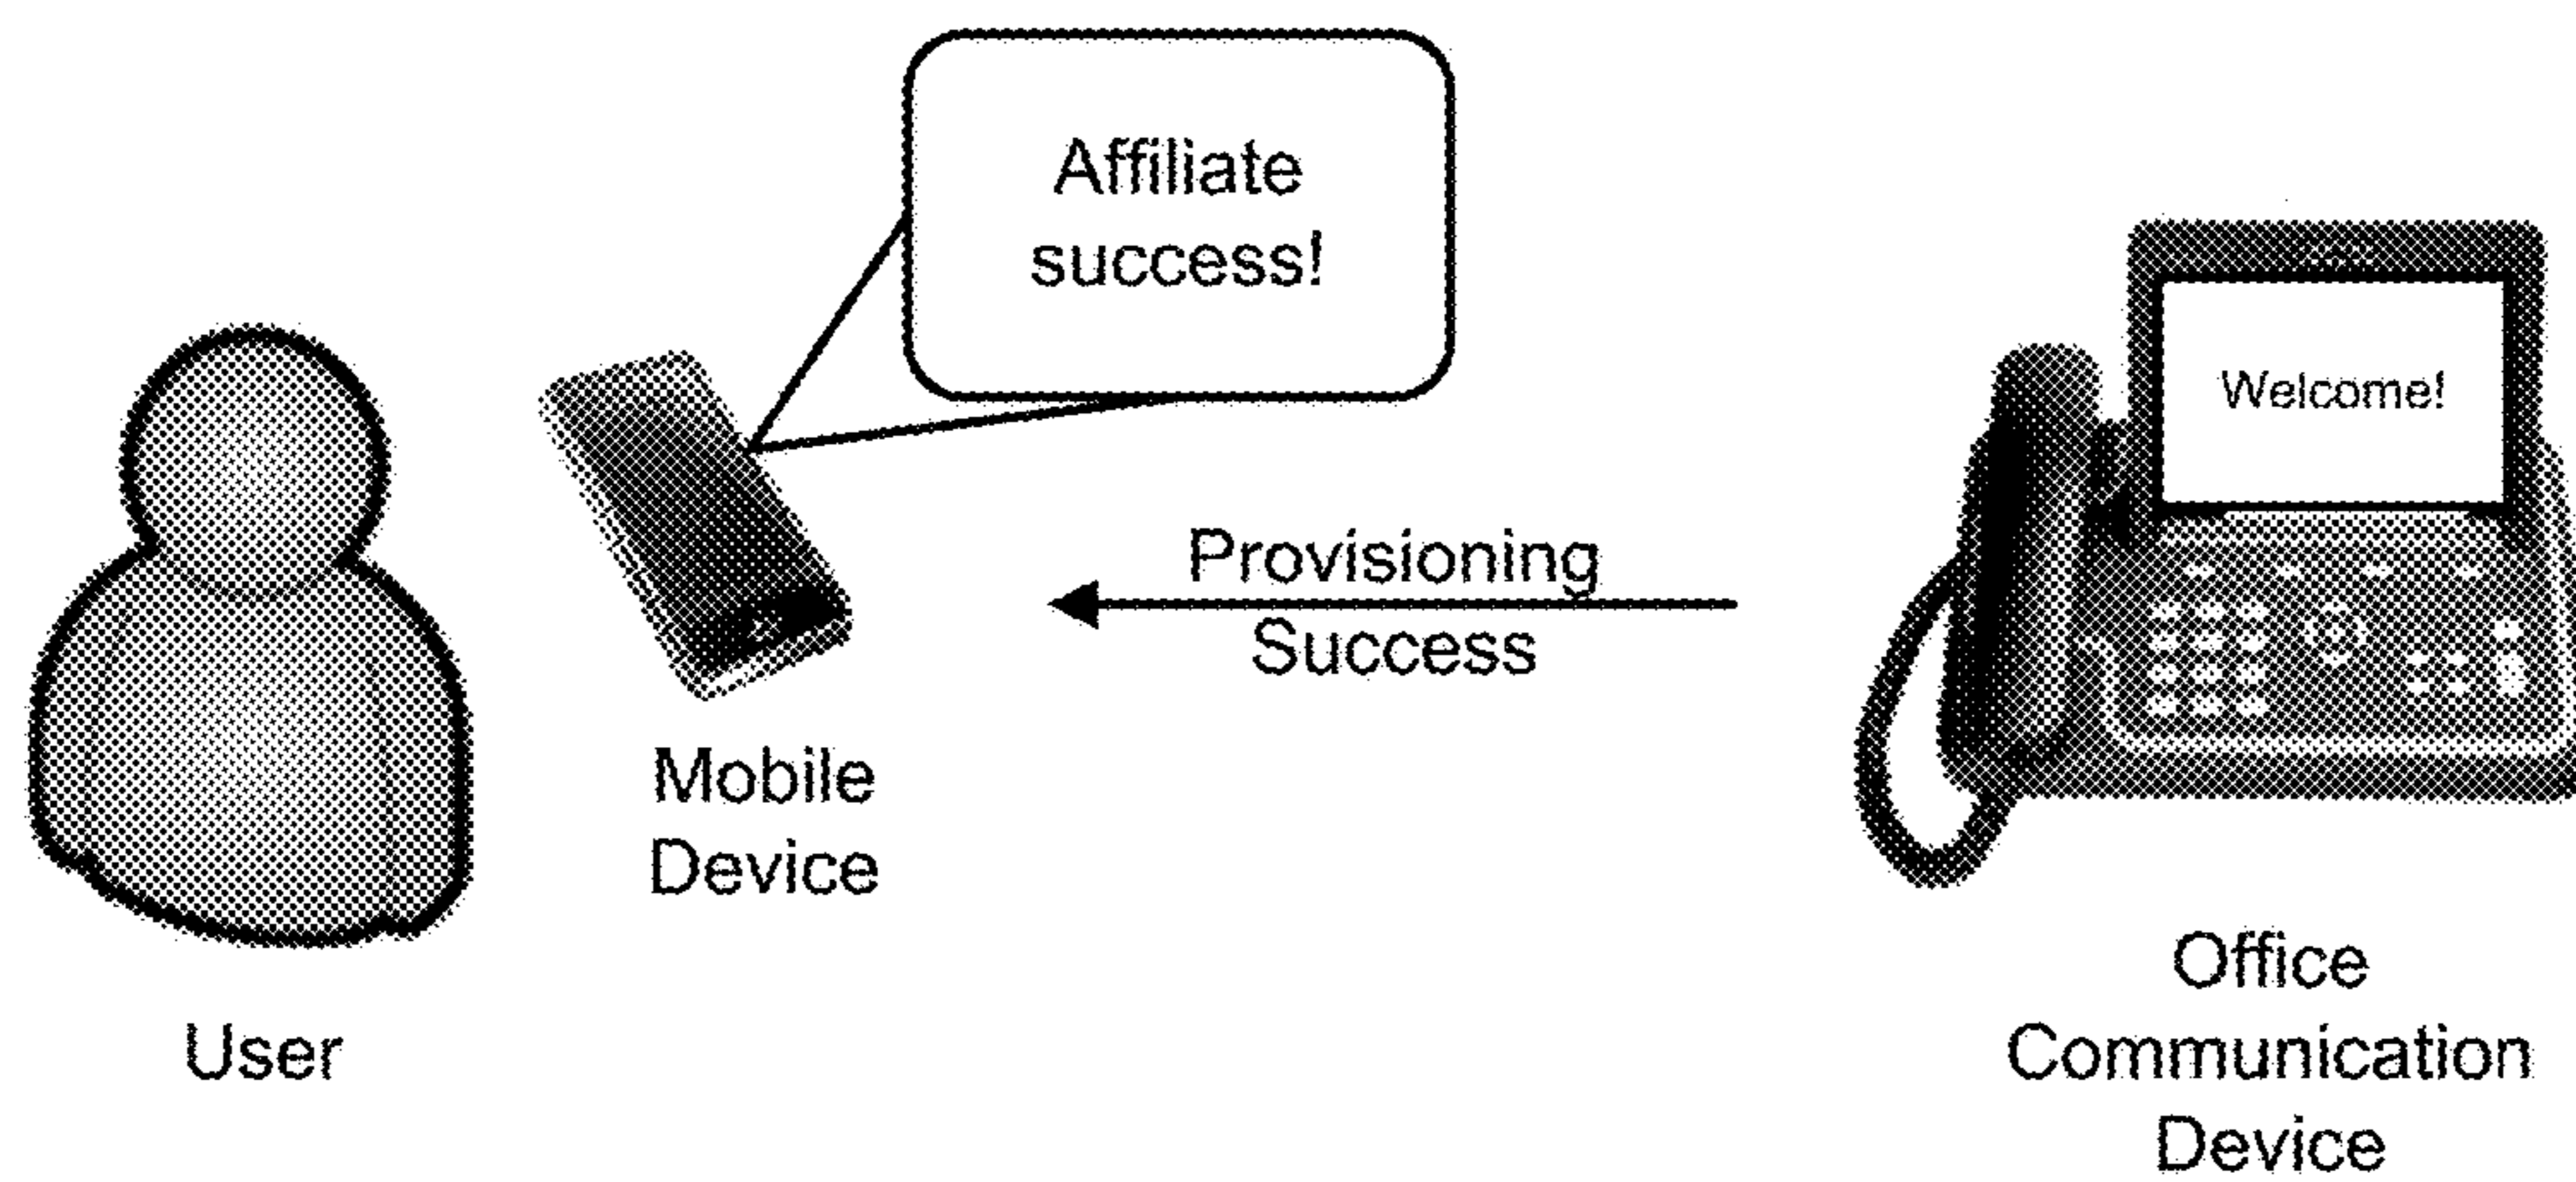 Affiliate
success!
Welcome!
Provisioning
Success
Mobile
Device
User
Office
Communication
Device